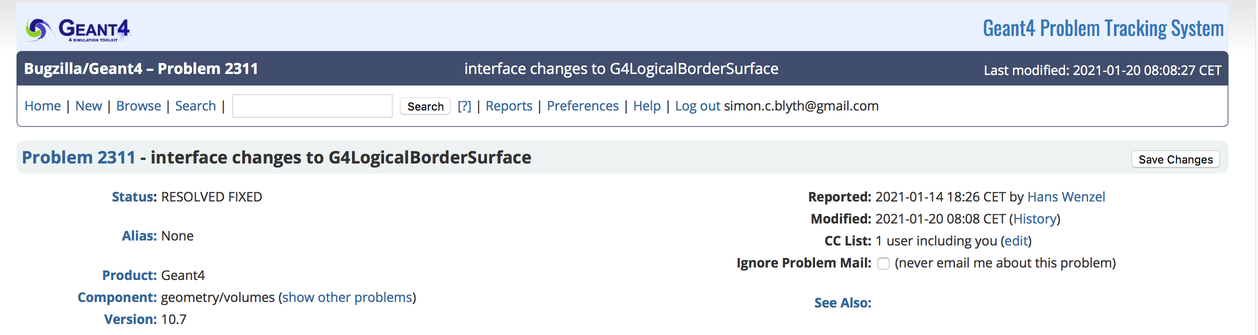 GEANT4
A SIMULATION TOOLKIT
Geant4 Problem Tracking System
Bugzilla/Geant4 – Problem 2311 interface changes to G4LogicalBorderSurface Last modified: 2021-01-20 08:08:27 CET
Home | New | Browse | Search | Search [?] | Reports | Preferences | Help | Log out simon.c.blyth@gmail.com
Problem 2311 - interface changes to G4LogicalBorderSurface Save Changes
Status: RESOLVED FIXED
Alias: None
Product: Geant4
Component: geometry/volumes (show other problems)
Version: 10.7
Reported: 2021-01-14 18:26 CET by Hans Wenzel
Modified: 2021-01-20 08:08 CET (History)
CC List: 1 user including you (edit)
Ignore Problem Mail: (never email me about this problem)
See Also: